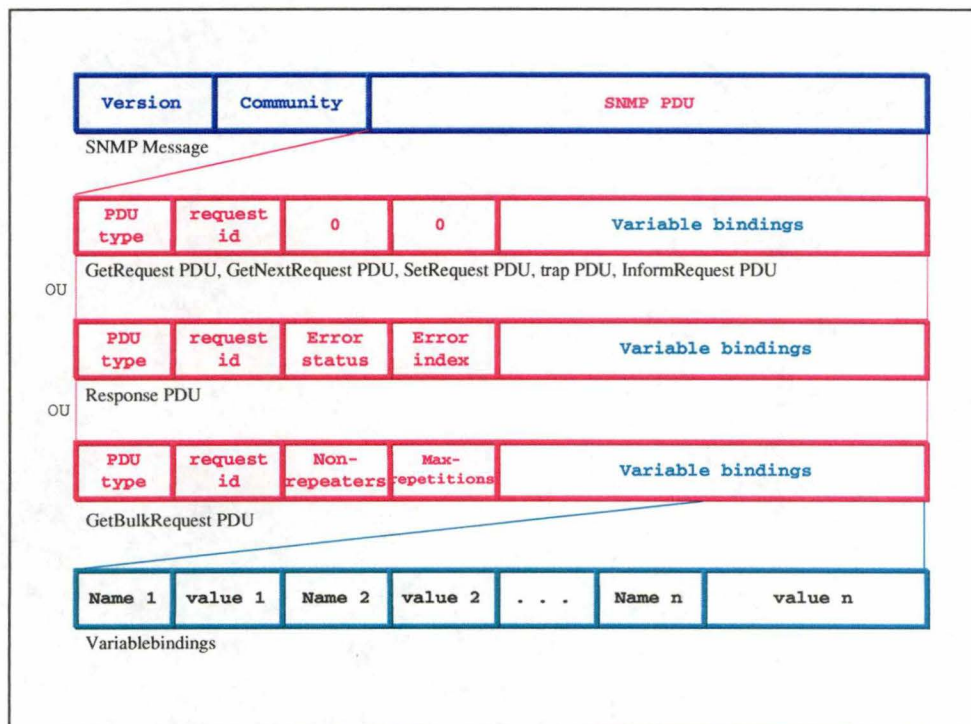 Version Community SNMP PDU
SNMP Message
PDU type request id 0 0 Variable bindings
GetRequest PDU, GetNextRequest PDU, SetRequest PDU, trap PDU, InformRequest PDU
OU
PDU type request id Error status Error index Variable bindings
Response PDU
OU
PDU type request id Non-repeaters Max-repetitions Variable bindings
GetBulkRequest PDU
Name 1 value 1 Name 2 value 2 . . . Name n value n
Variablebindings